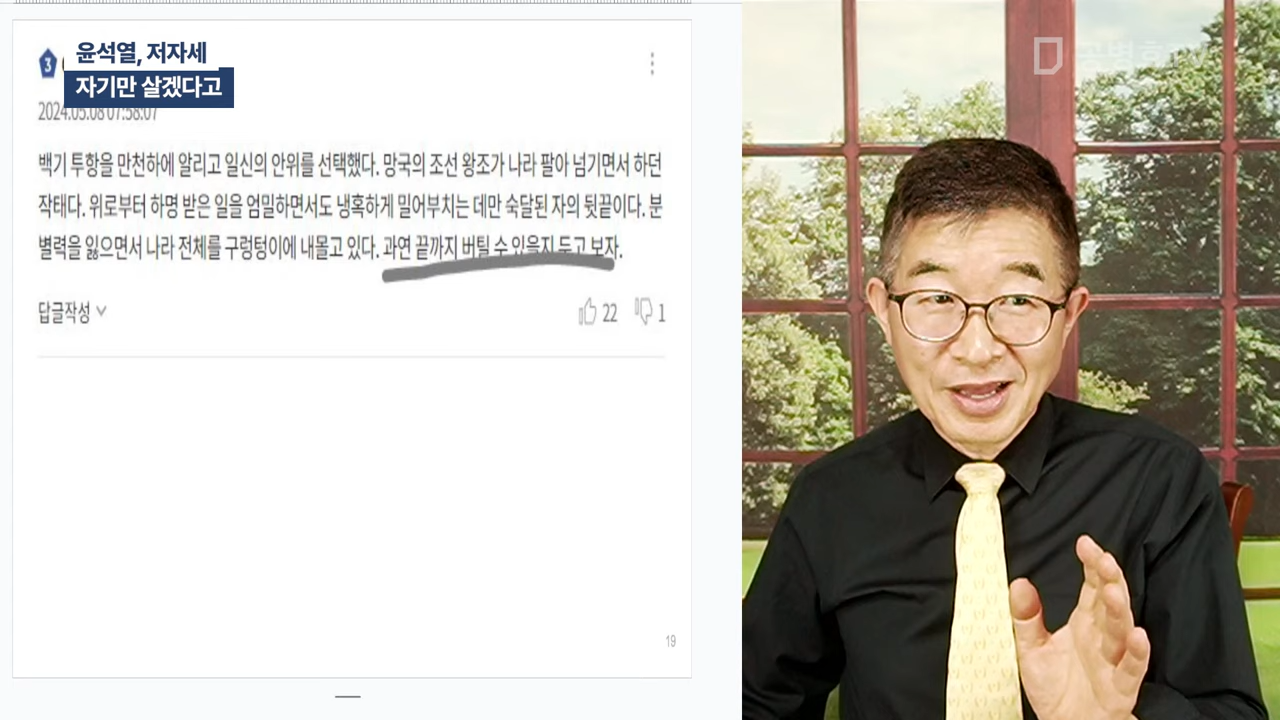 윤석열, 저자세
자기만 살겠다고
3
2024.05.08 07:58:07
백기 투항을 만천하에 알리고 일신의 안위를 선택했다. 망국의 조선 왕조가 나라 팔아 넘기면서 하던
작태다. 위로부터 하명 받은 일을 엄밀하면서도 냉혹하게 밀어부치는 데만 숙달된 자의 뒷끝이다. 분
별력을 잃으면서 나라 전체를 구렁텅이에 내몰고 있다. 과연 끝까지 버틸 수 있을지 두고 보자.
답글작성
22
1
19
공병호TV